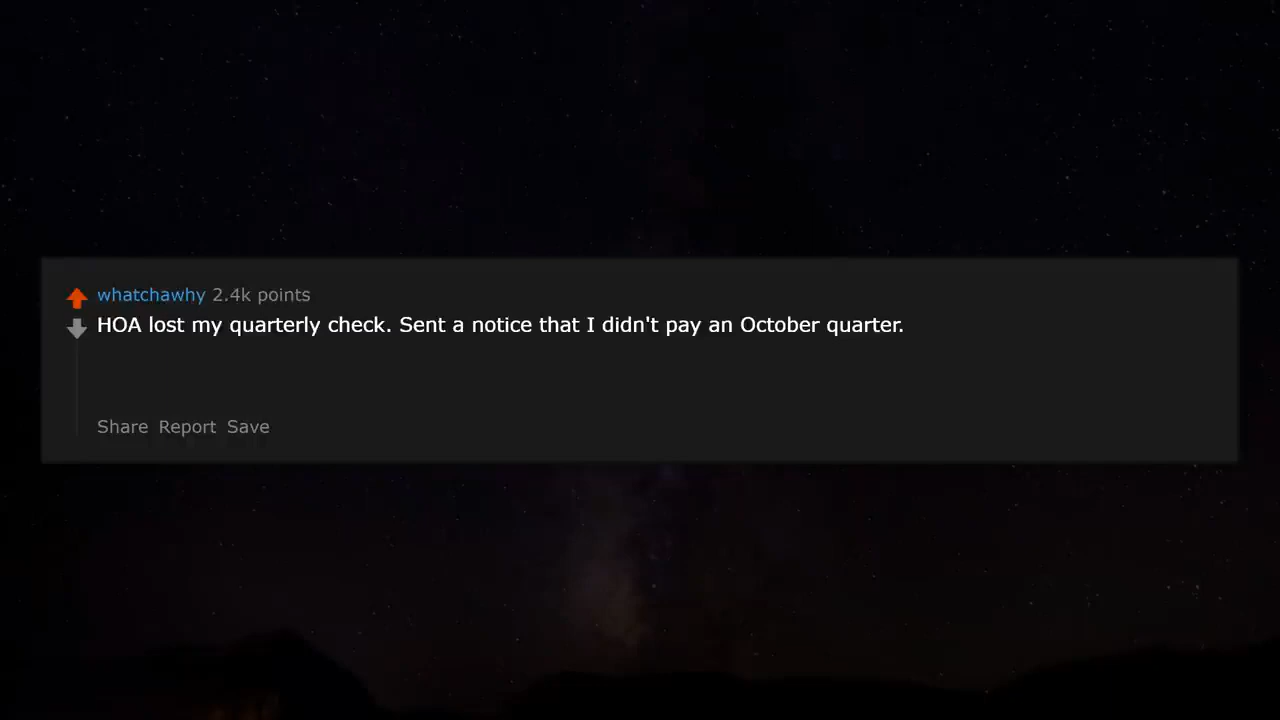 whatchawhy 2.4k points
HOA lost my quarterly check. Sent a notice that I didn't pay an October quarter.
Share Report Save